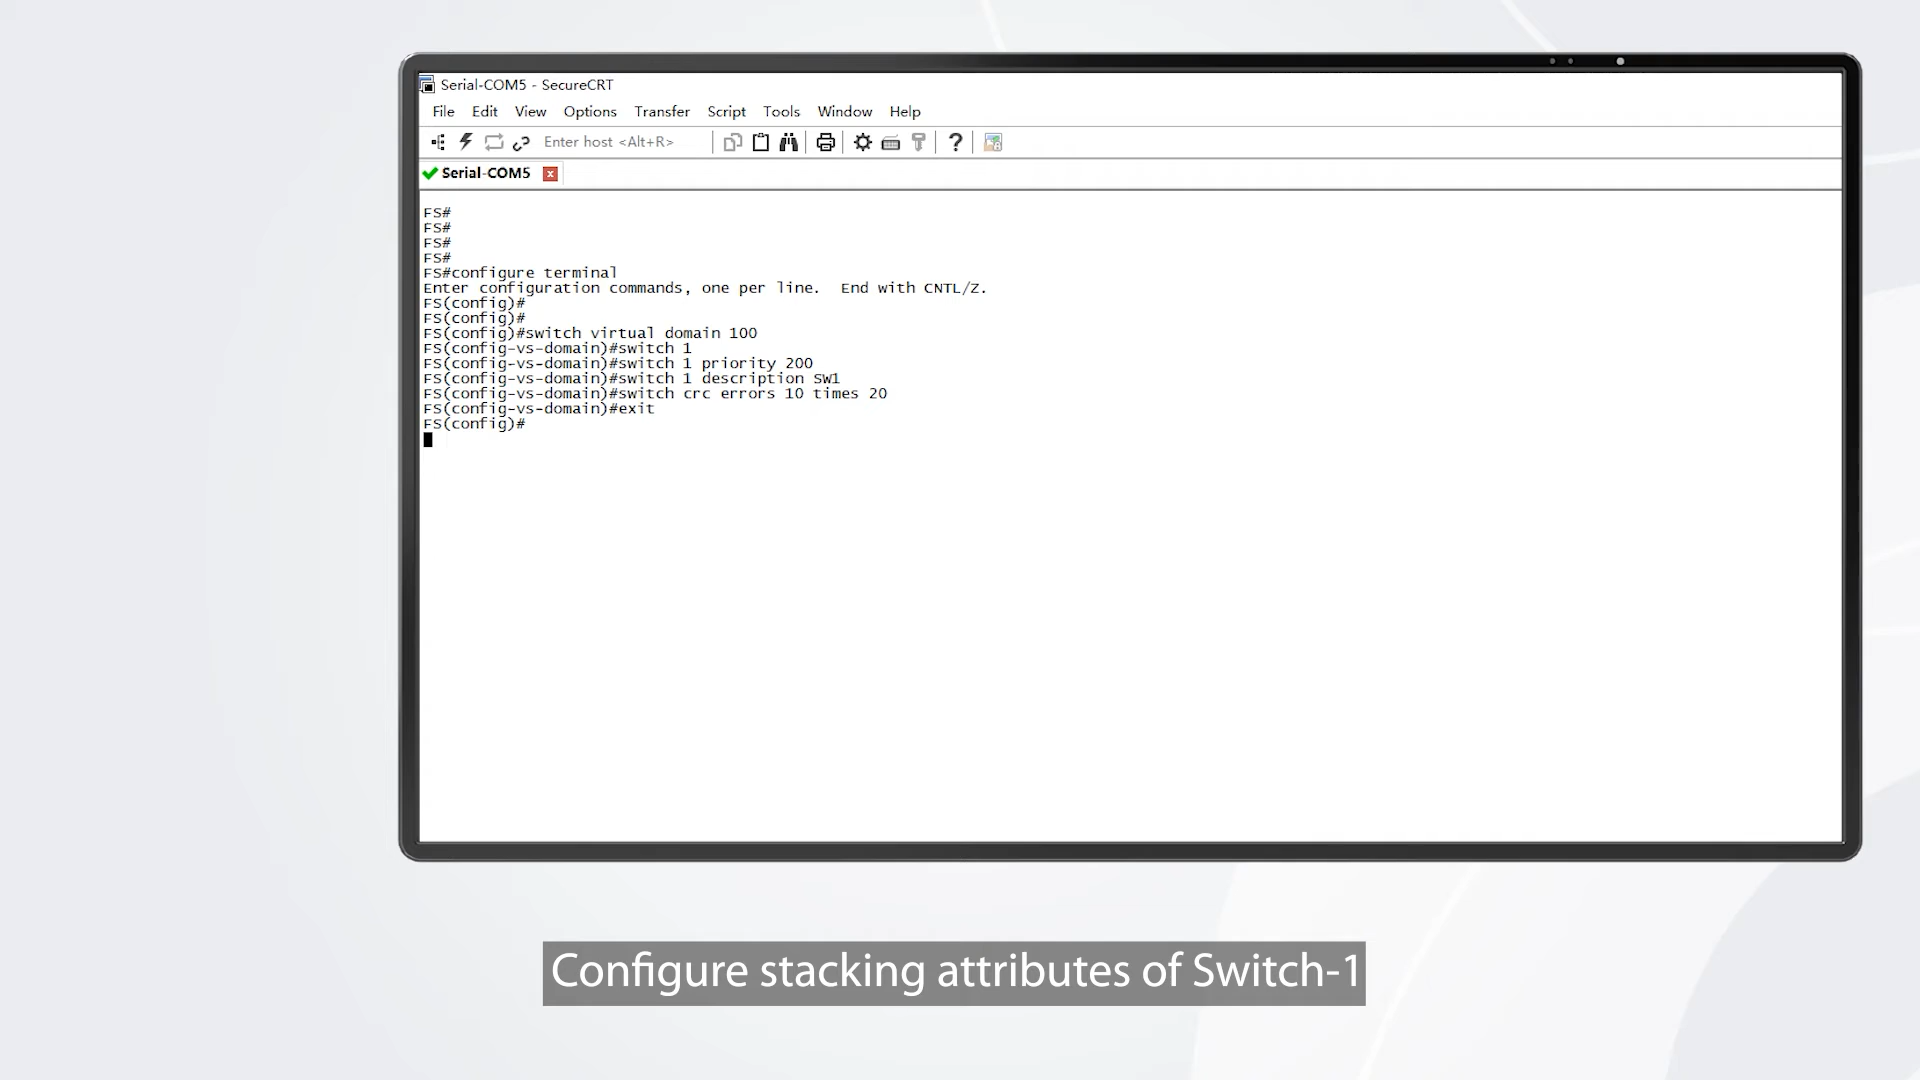 Serial-COM5 - SecureCRT
File Edit View Options Transfer Script Tools Window Help
Enter host <Alt+R>
Serial-COM5
FS#
FS#
FS#
FS#
FS#configure terminal
Enter configuration commands, one per line.  End with CNTL/Z.
FS(config)#
FS(config)#
FS(config)#switch virtual domain 100
FS(config-vs-domain)#switch 1
FS(config-vs-domain)#switch 1 priority 200
FS(config-vs-domain)#switch 1 description SW1
FS(config-vs-domain)#switch crc errors 10 times 20
FS(config-vs-domain)#exit
FS(config)#
Configure stacking attributes of Switch-1